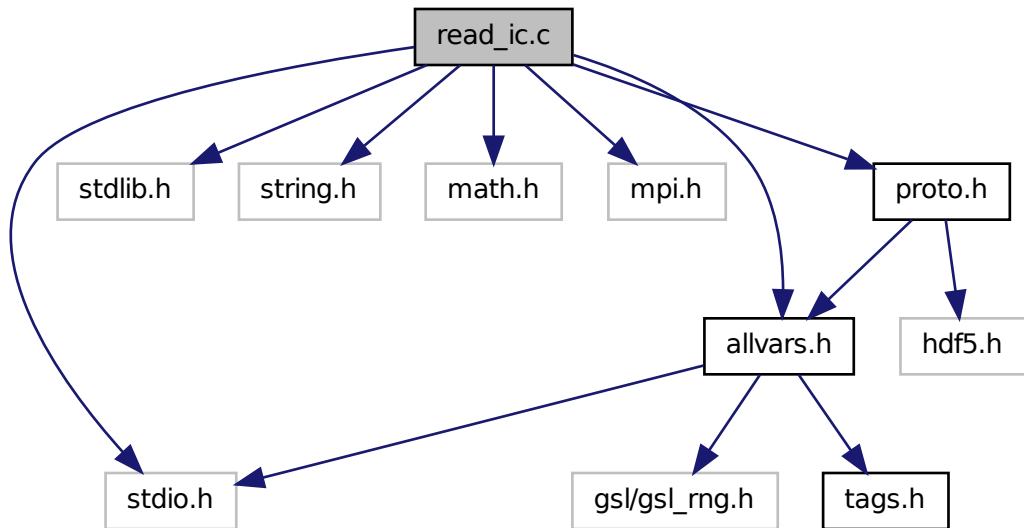 read_ic.c
stdlib.h
string.h
math.h
mpi.h
proto.h
allvars.h
hdf5.h
stdio.h
gsl/gsl_rng.h
tags.h